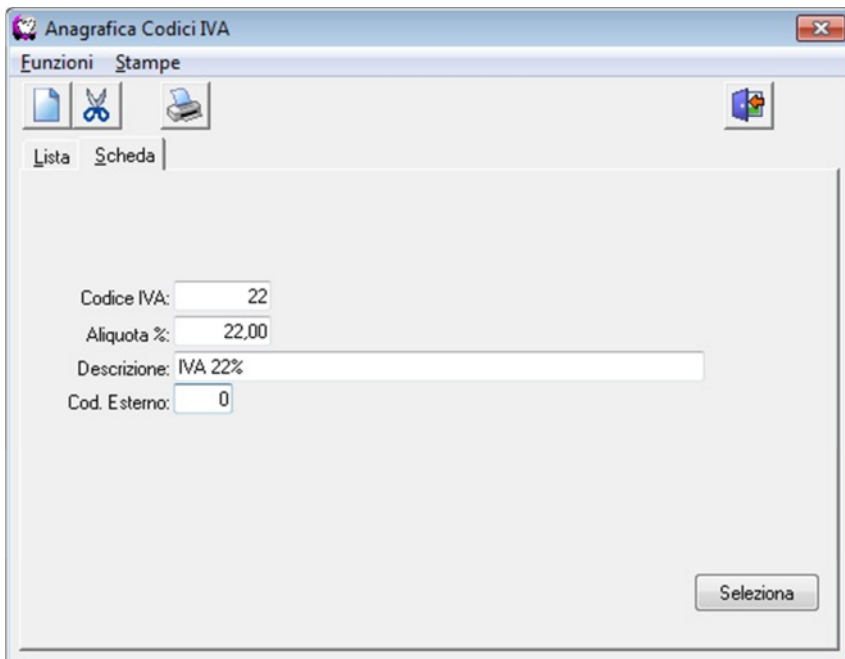 Anagrafica Codici IVA
Funzioni Stampe
Lista Scheda
Codice IVA: 22
Aliquota %: 22,00
Descrizione: IVA 22%
Cod. Esterno: 0
Seleziona